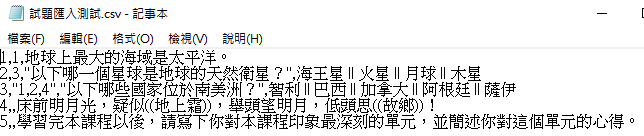 試題匯入測試.csv - 記事本
檔案(F) 編輯(E) 格式(O) 檢視(V) 說明(H)
1,1,地球上最大的海域是太平洋。
2,3,"以下哪一個星球是地球的天然衛星？",海王星||火星||月球||木星
3,"1,2,4","以下哪些國家位於南美洲？",智利||巴西||加拿大||阿根廷||薩伊
4,,床前明月光，疑似((地上霜))，舉頭望明月，低頭思((故鄉))！
5,,學習完本課程以後，請寫下你對本課程印象最深刻的單元，並簡述你對這個單元的心得。